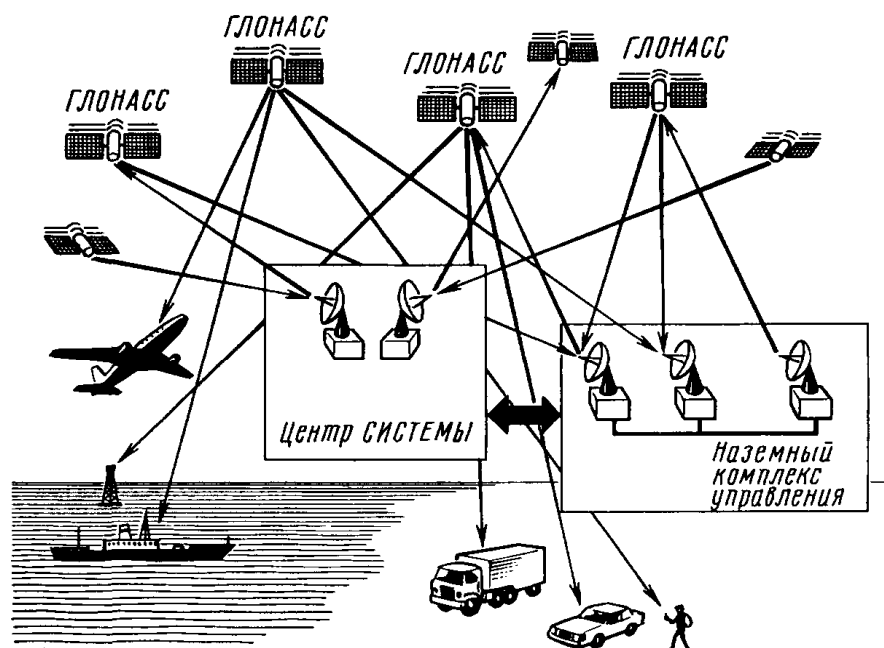 ГЛОНАСС
ГЛОНАСС
ГЛОНАСС
ГЛОНАСС
Центр СИСТЕМЫ
Наземный
комплекс
управления